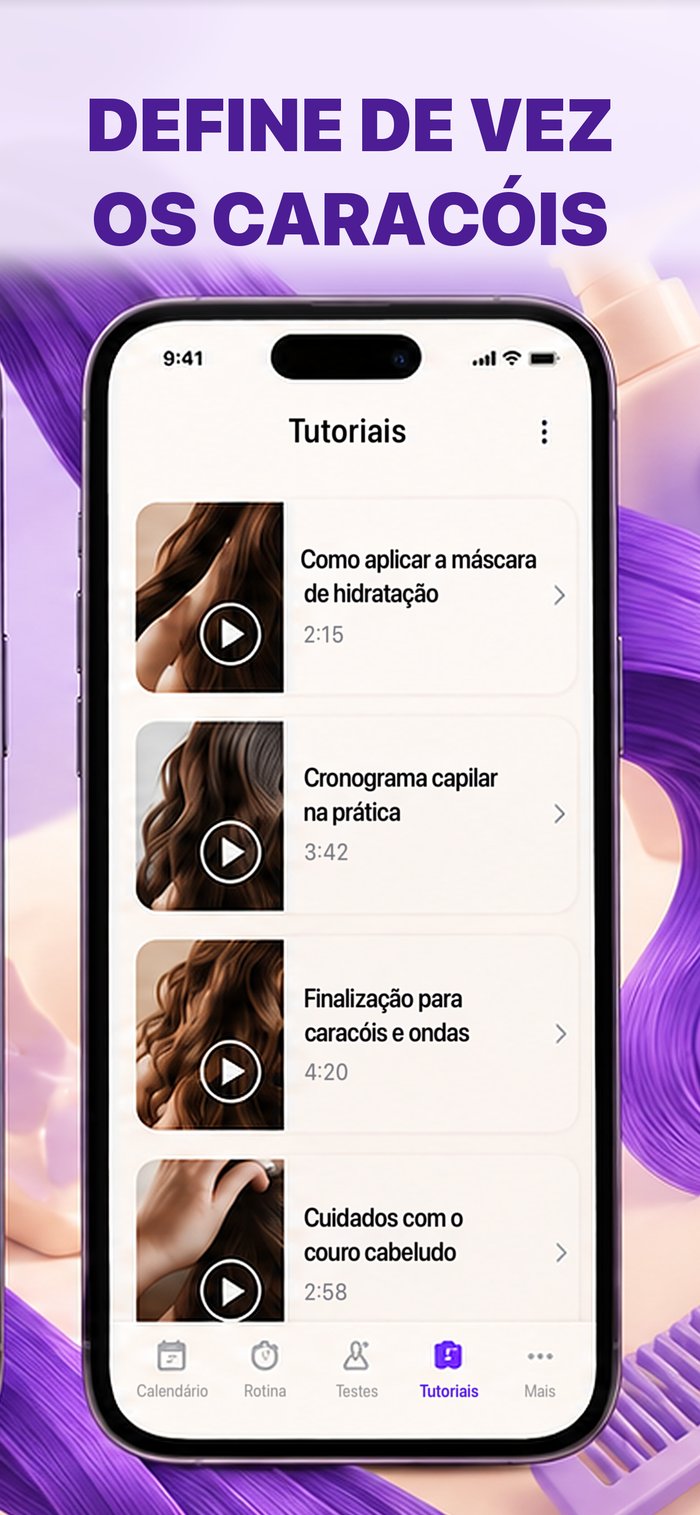 DEFINE DE VEZ
OS CARACÓIS
9:41
Tutoriais
Como aplicar a máscara
de hidratação
2:15
Cronograma capilar
na prática
3:42
Finalização para
caracóis e ondas
4:20
Cuidados com o
couro cabeludo
2:58
Calendário
Rotina
Testes
Tutoriais
Mais